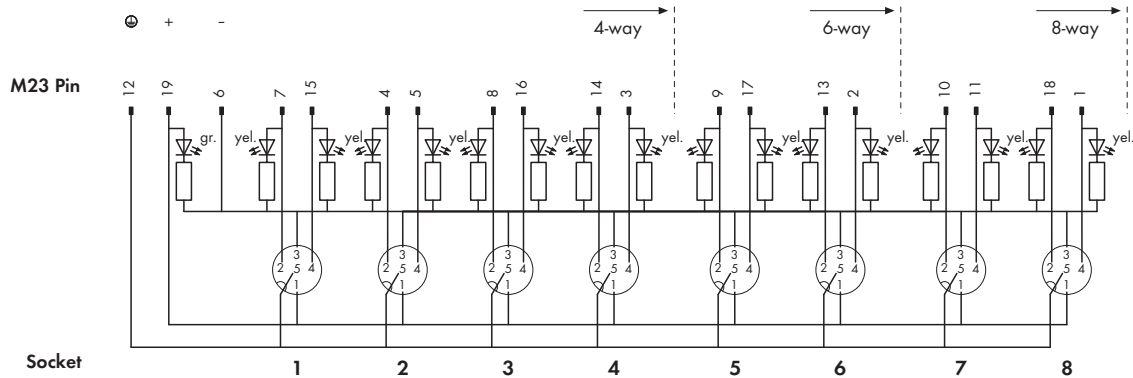 4-way 6-way 8-way
+ –
M23 Pin 12 19 6 7 15 4 5 8 16 14 3 9 17 13 2 10 11 18 1
gr. yel. yel. yel. yel. yel. yel. yel. yel. yel. yel. yel. yel.
3 3 3 3 3 3 3 3
2 5 4 2 5 4 2 5 4 2 5 4 2 5 4 2 5 4 2 5 4 2 5 4
1 1 1 1 1 1 1 1
Socket 1 2 3 4 5 6 7 8